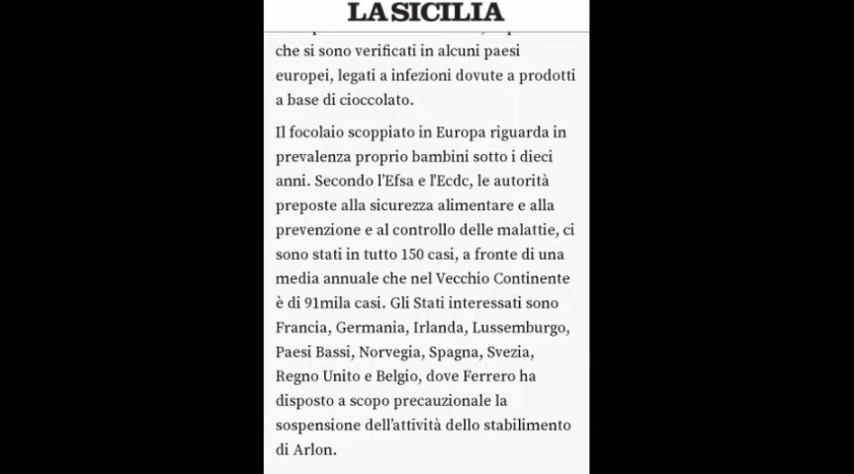 LA SICILIA
che si sono verificati in alcuni paesi
europei, legati a infezioni dovute a prodotti
a base di cioccolato.
Il focolaio scoppiato in Europa riguarda in
prevalenza proprio bambini sotto i dieci
anni. Secondo l'Efsa e l'Ecdc, le autorità
preposte alla sicurezza alimentare e alla
prevenzione e al controllo delle malattie, ci
sono stati in tutto 150 casi, a fronte di una
media annuale che nel Vecchio Continente
è di 91mila casi. Gli Stati interessati sono
Francia, Germania, Irlanda, Lussemburgo,
Paesi Bassi, Norvegia, Spagna, Svezia,
Regno Unito e Belgio, dove Ferrero ha
disposto a scopo precauzionale la
sospensione dell'attività dello stabilimento
di Arlon.